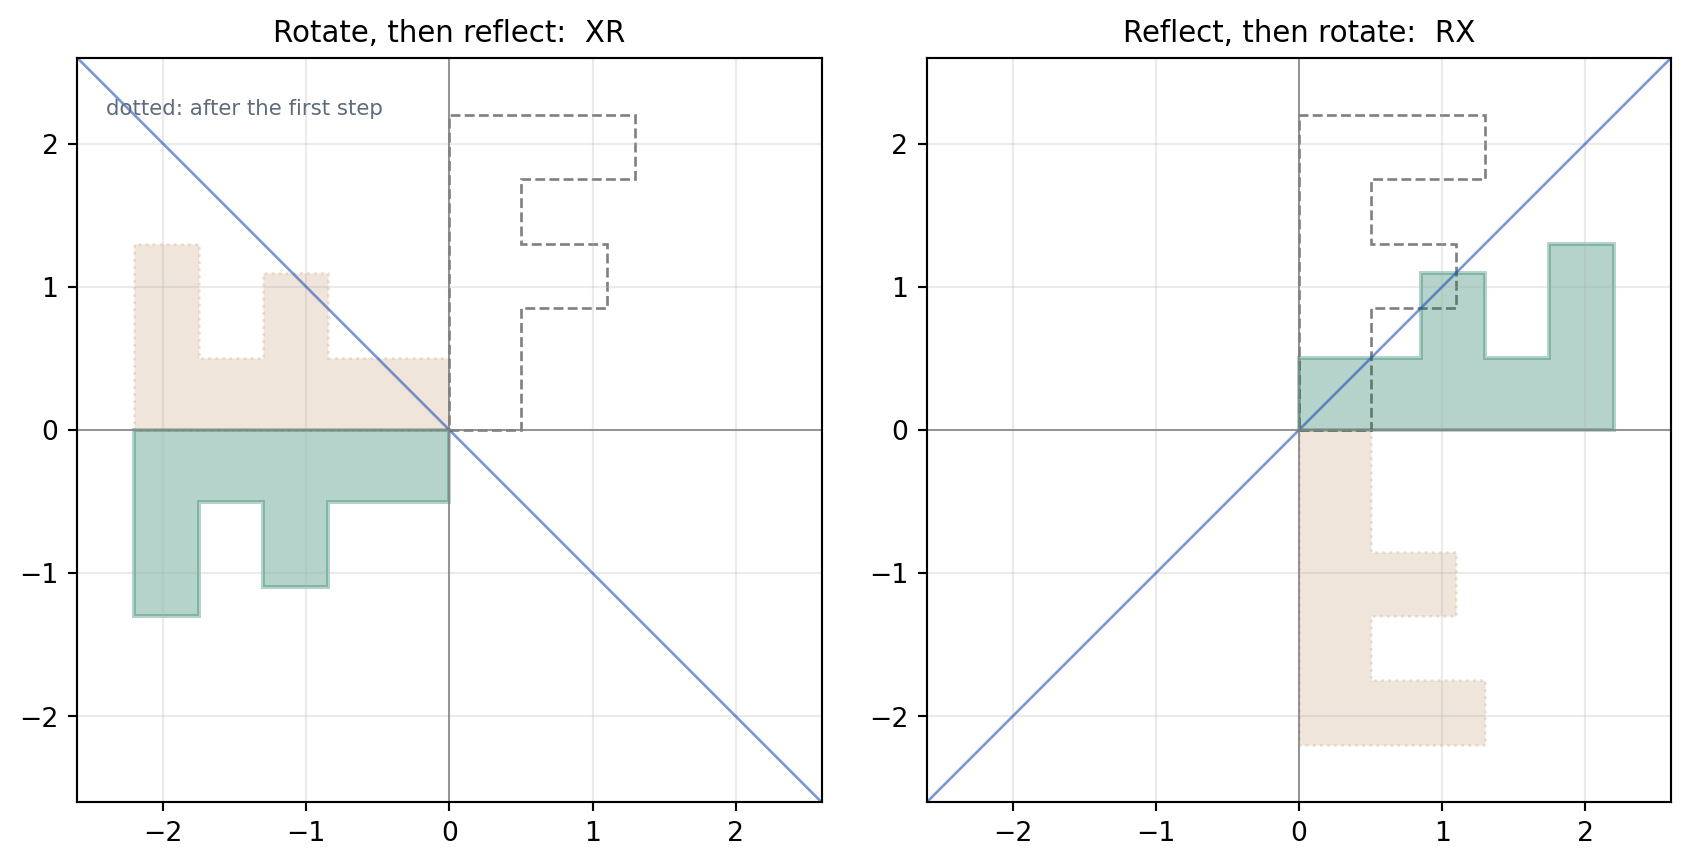 Rotate, then reflect:  XR
dotted: after the first step
2
1
0
−1
−2
−2 −1 0 1 2
Reflect, then rotate:  RX
2
1
0
−1
−2
−2 −1 0 1 2